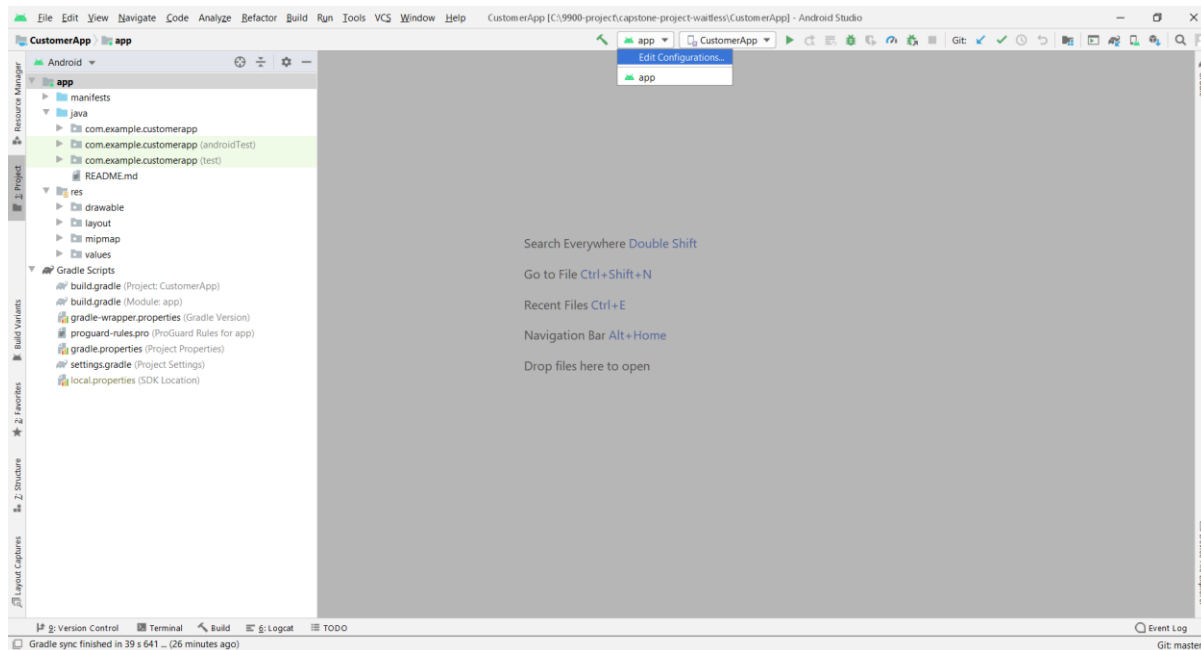 File Edit View Navigate Code Analyze Refactor Build Run Tools VCS Window Help CustomerApp [C:\9900-project\capstone-project-waitless\CustomerApp] - Android Studio
CustomerApp app app CustomerApp Git:
Edit Configurations...
app
Android
app
manifests
java
com.example.customerapp
com.example.customerapp (androidTest)
com.example.customerapp (test)
README.md
res
drawable
layout
mipmap
values
Gradle Scripts
build.gradle (Project: CustomerApp)
build.gradle (Module: app)
gradle-wrapper.properties (Gradle Version)
proguard-rules.pro (ProGuard Rules for app)
gradle.properties (Project Properties)
settings.gradle (Project Settings)
local.properties (SDK Location)
Resource Manager
1: Project
Build Variants
2: Favorites
7: Structure
Layout Captures
Search Everywhere Double Shift
Go to File Ctrl+Shift+N
Recent Files Ctrl+E
Navigation Bar Alt+Home
Drop files here to open
9: Version Control Terminal Build 6: Logcat TODO Event Log
Gradle sync finished in 39 s 641 ... (26 minutes ago) Git: master